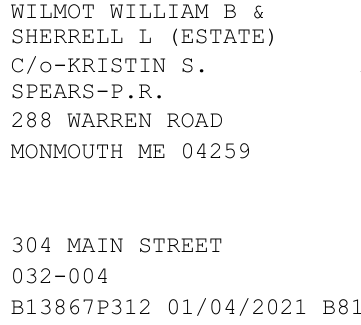 WILMOT WILLIAM B &
SHERRELL L (ESTATE)
C/o-KRISTIN S.
SPEARS-P.R.
288 WARREN ROAD
MONMOUTH ME 04259
304 MAIN STREET
032-004
B13867P312 01/04/2021 B81